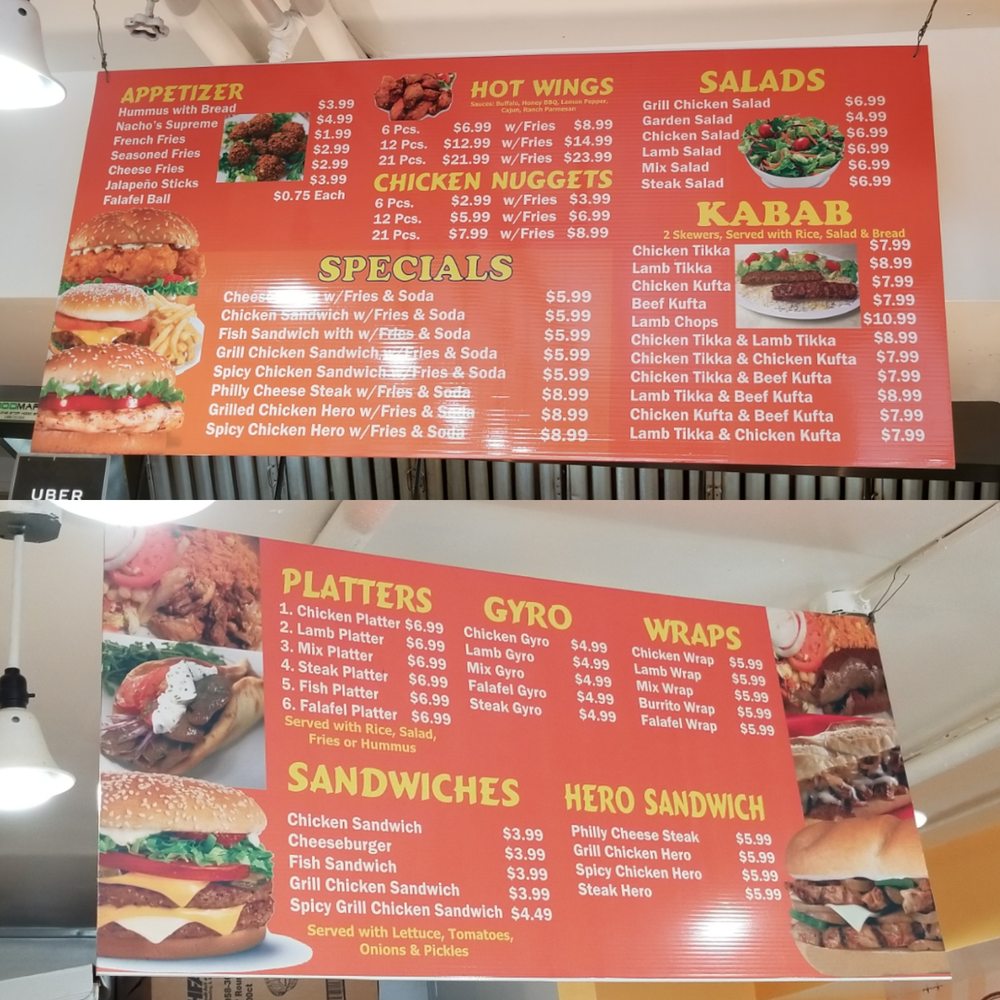 APPETIZER
Hummus with Bread $3.99
Nacho's Supreme $4.99
French Fries $1.99
Seasoned Fries $2.99
Cheese Fries $2.99
Jalapeño Sticks $3.99
Falafel Ball $0.75 Each
HOT WINGS
Sauces: Buffalo, Honey BBQ, Lemon Pepper,
Cajun, Ranch Parmesan
6 Pcs. $6.99 w/Fries $8.99
12 Pcs. $12.99 w/Fries $14.99
21 Pcs. $21.99 w/Fries $23.99
CHICKEN NUGGETS
6 Pcs. $2.99 w/Fries $3.99
12 Pcs. $5.99 w/Fries $6.99
21 Pcs. $7.99 w/Fries $8.99
SPECIALS
w/Fries & Soda $5.99
Chicken Sandwich w/Fries & Soda $5.99
Fish Sandwich with w/Fries & Soda $5.99
Grill Chicken Sandwich w/Fries & Soda $5.99
Spicy Chicken Sandwich w/Fries & Soda $5.99
Philly Cheese Steak w/Fries & Soda $8.99
Grilled Chicken Hero w/Fries & Soda $8.99
Spicy Chicken Hero w/Fries & Soda $8.99
SALADS
Grill Chicken Salad $6.99
Garden Salad $4.99
Chicken Salad $6.99
Lamb Salad $6.99
Mix Salad $6.99
Steak Salad $6.99
KABAB
2 Skewers, Served with Rice, Salad & Bread
Chicken Tikka $7.99
Lamb Tikka $8.99
Chicken Kufta $7.99
Beef Kufta $7.99
Lamb Chops $10.99
Chicken Tikka & Lamb Tikka $8.99
Chicken Tikka & Chicken Kufta $7.99
Chicken Tikka & Beef Kufta $7.99
Lamb Tikka & Beef Kufta $8.99
Chicken Kufta & Beef Kufta $7.99
Lamb Tikka & Chicken Kufta $7.99
UBER
PLATTERS
1. Chicken Platter $6.99
2. Lamb Platter $6.99
3. Mix Platter $6.99
4. Steak Platter $6.99
5. Fish Platter $6.99
6. Falafel Platter $6.99
Served with Rice, Salad,
Fries or Hummus
GYRO
Chicken Gyro $4.99
Lamb Gyro $4.99
Mix Gyro $4.99
Falafel Gyro $4.99
Steak Gyro $4.99
WRAPS
Chicken Wrap $5.99
Lamb Wrap $5.99
Mix Wrap $5.99
Burrito Wrap $5.99
Falafel Wrap $5.99
SANDWICHES
Chicken Sandwich $3.99
Cheeseburger $3.99
Fish Sandwich $3.99
Grill Chicken Sandwich $3.99
Spicy Grill Chicken Sandwich $4.49
Served with Lettuce, Tomatoes,
Onions & Pickles
HERO SANDWICH
Philly Cheese Steak $5.99
Grill Chicken Hero $5.99
Spicy Chicken Hero $5.99
Steak Hero $5.99